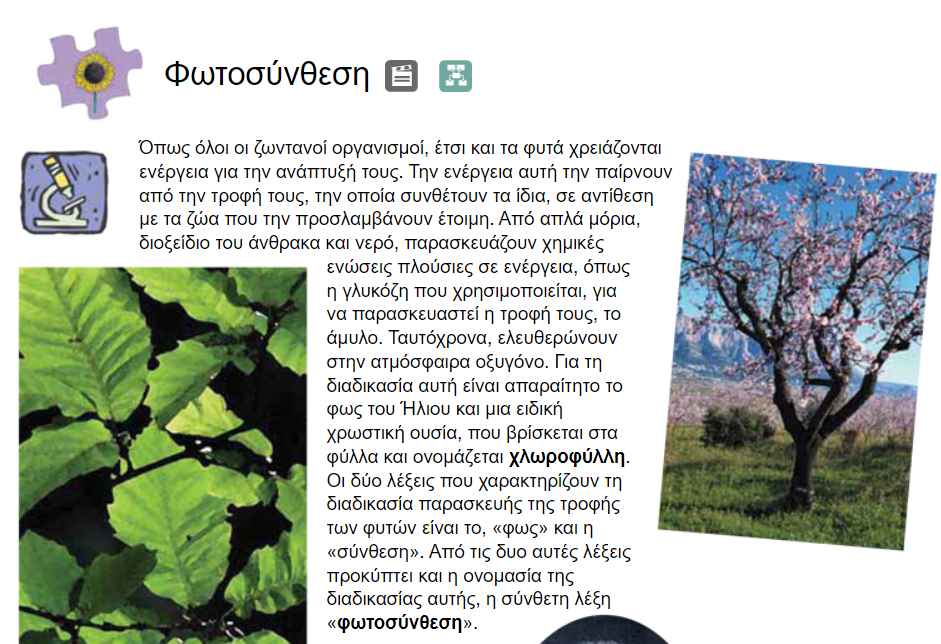 Φωτοσύνθεση
Όπως όλοι οι ζωντανοί οργανισμοί, έτσι και τα φυτά χρειάζονται
ενέργεια για την ανάπτυξή τους. Την ενέργεια αυτή την παίρνουν
από την τροφή τους, την οποία συνθέτουν τα ίδια, σε αντίθεση
με τα ζώα που την προσλαμβάνουν έτοιμη. Από απλά μόρια,
διοξείδιο του άνθρακα και νερό, παρασκευάζουν χημικές
ενώσεις πλούσιες σε ενέργεια, όπως
η γλυκόζη που χρησιμοποιείται, για
να παρασκευαστεί η τροφή τους, το
άμυλο. Ταυτόχρονα, ελευθερώνουν
στην ατμόσφαιρα οξυγόνο. Για τη
διαδικασία αυτή είναι απαραίτητο το
φως του Ήλιου και μια ειδική
χρωστική ουσία, που βρίσκεται στα
φύλλα και ονομάζεται χλωροφύλλη.
Οι δύο λέξεις που χαρακτηρίζουν τη
διαδικασία παρασκευής της τροφής
των φυτών είναι το, «φως» και η
«σύνθεση». Από τις δυο αυτές λέξεις
προκύπτει και η ονομασία της
διαδικασίας αυτής, η σύνθετη λέξη
«φωτοσύνθεση».